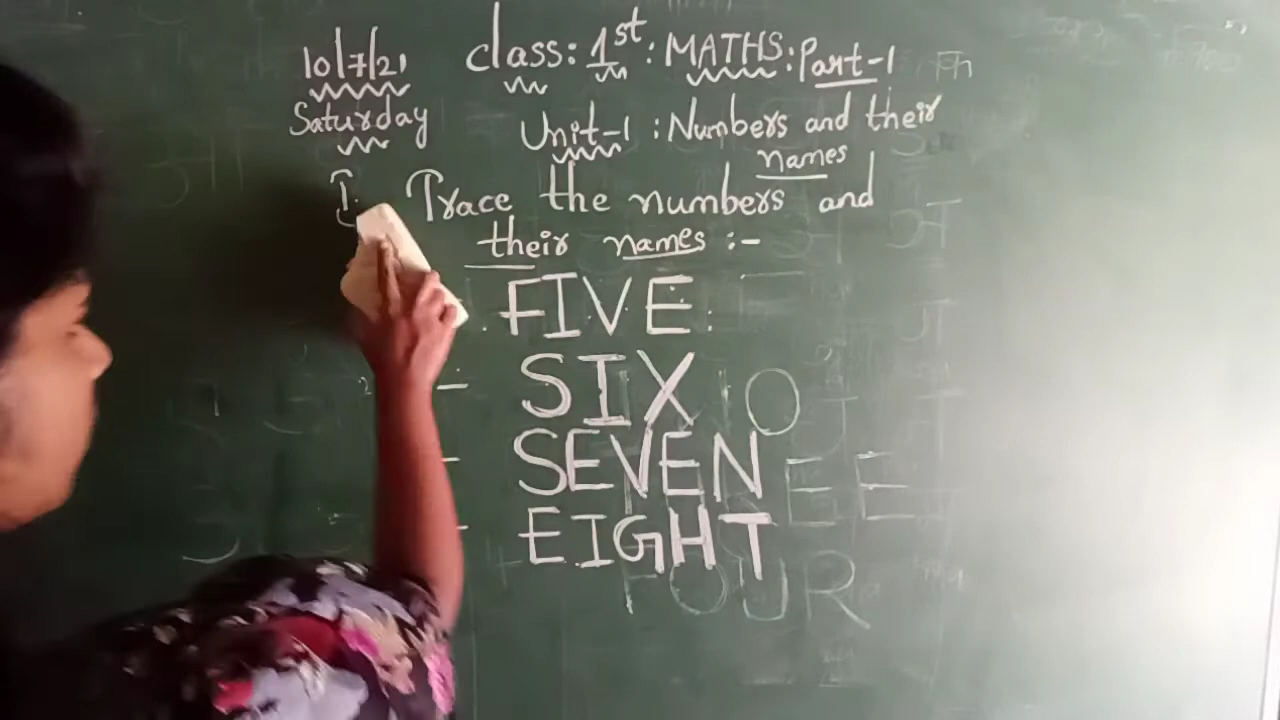 10/7/21 class: 1st: MATHS: Part-1
Saturday Unit-1 : Numbers and their
names
I. Trace the numbers and
their names :-
FIVE
SIX
- SEVEN
- EIGHT
FOUR